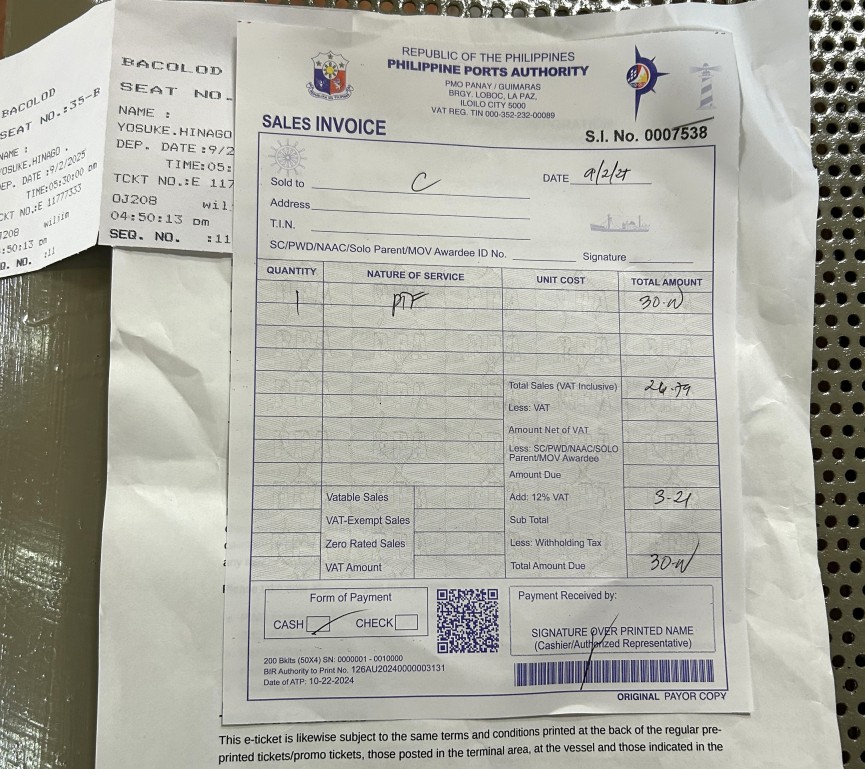 BACOLOD
SEAT NO.:35-B
NAME :
YOSUKE.HINAGO
DEP. DATE :9/2/2025
TIME:05:30:00 pm
TCKT NO.:E 11777333
OJ208 wiljim
04:50:13 pm
SEQ. NO. :11
BACOLOD
SEAT NO.
NAME :
YOSUKE.HINAGO
DEP. DATE :9/2
TIME:05:
TCKT NO.:E 117
OJ208 wil
04:50:13 pm
SEQ. NO. :11
REPUBLIC OF THE PHILIPPINES
PHILIPPINE PORTS AUTHORITY
PMO PANAY / GUIMARAS
BRGY. LOBOC, LA PAZ,
ILOILO CITY 5000
VAT REG. TIN 000-352-232-00089
SALES INVOICE
S.I. No. 0007538
Sold to C
DATE 9/2/25
Address
T.I.N.
SC/PWD/NAAC/Solo Parent/MOV Awardee ID No. Signature
QUANTITY NATURE OF SERVICE UNIT COST TOTAL AMOUNT
1 PTF 30.00
Total Sales (VAT Inclusive) 26.79
Less: VAT
Amount Net of VAT
Less: SC/PWD/NAAC/SOLO
Parent/MOV Awardee
Amount Due
Vatable Sales Add: 12% VAT 3.21
VAT-Exempt Sales Sub Total
Zero Rated Sales Less: Withholding Tax
VAT Amount Total Amount Due 30.00
Form of Payment
CASH CHECK
Payment Received by:
SIGNATURE OVER PRINTED NAME
(Cashier/Authorized Representative)
200 Bklts (50X4) SN: 0000001 - 0010000
BIR Authority to Print No. 126AU20240000003131
Date of ATP: 10-22-2024
ORIGINAL PAYOR COPY
This e-ticket is likewise subject to the same terms and conditions printed at the back of the regular pre-
printed tickets/promo tickets, those posted in the terminal area, at the vessel and those indicated in the